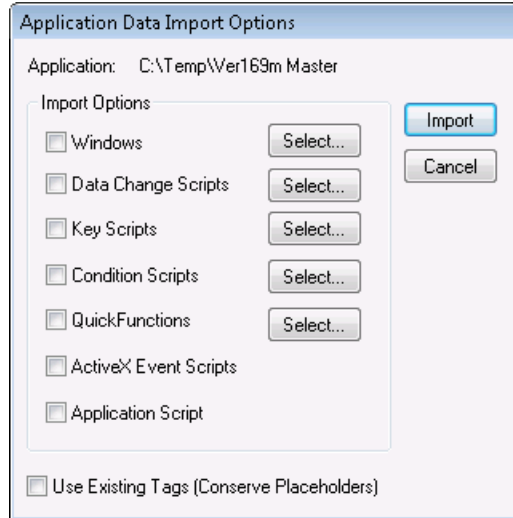 Application Data Import Options
Application: C:\Temp\Ver169m Master
Import Options
Import
Windows Select...
Cancel
Data Change Scripts Select...
Key Scripts Select...
Condition Scripts Select...
QuickFunctions Select...
ActiveX Event Scripts
Application Script
Use Existing Tags (Conserve Placeholders)